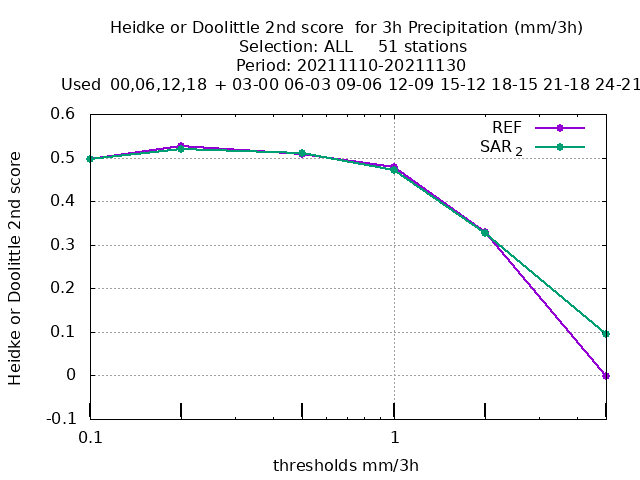 Heidke or Doolittle 2nd score  for 3h Precipitation (mm/3h)
Selection: ALL     51 stations
Period: 20211110-20211130
Used  00,06,12,18  + 03-00 06-03 09-06 12-09 15-12 18-15 21-18 24-21
0.6
0.5
0.4
0.3
0.2
0.1
0
-0.1
0.1
1
REF
SAR 2
Heidke or Doolittle 2nd score
thresholds mm/3h